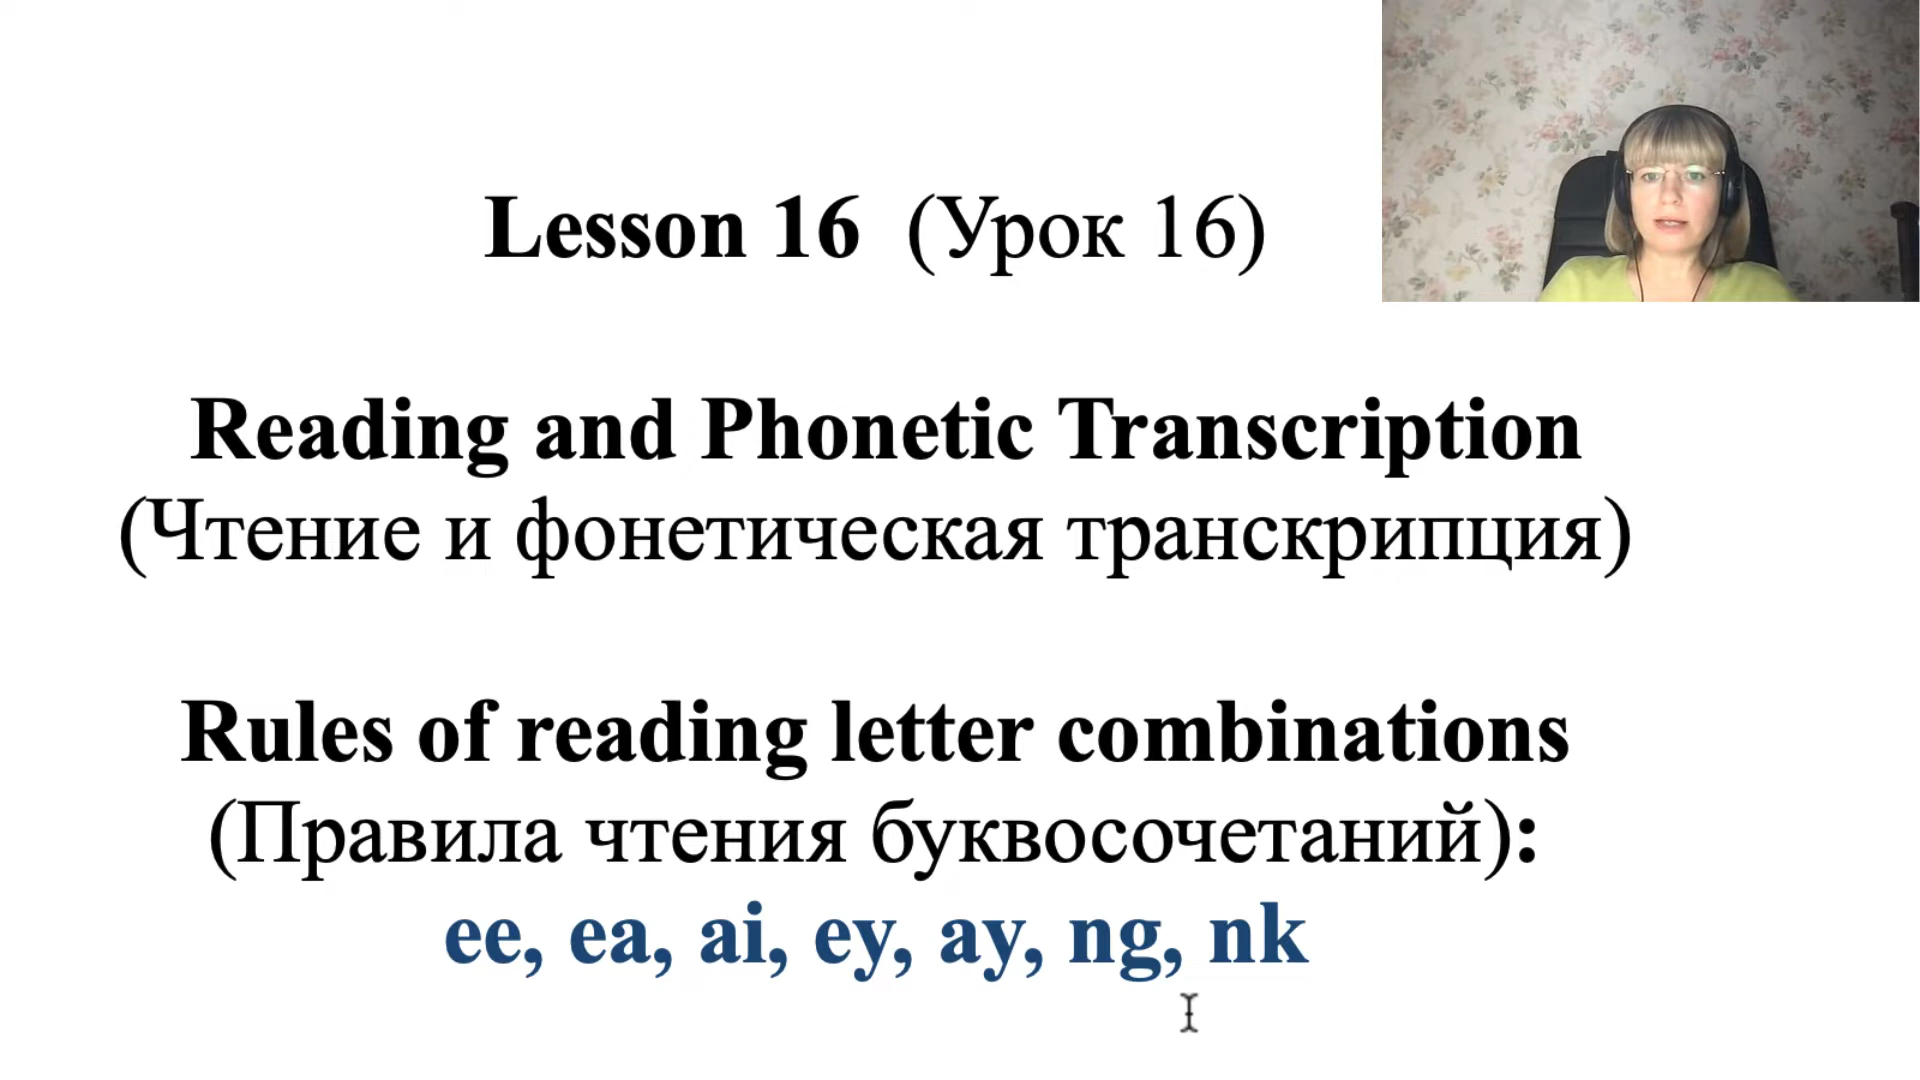 Lesson 16 (Урок 16)
Reading and Phonetic Transcription
(Чтение и фонетическая транскрипция)
Rules of reading letter combinations
(Правила чтения буквосочетаний):
ee, ea, ai, ey, ay, ng, nk